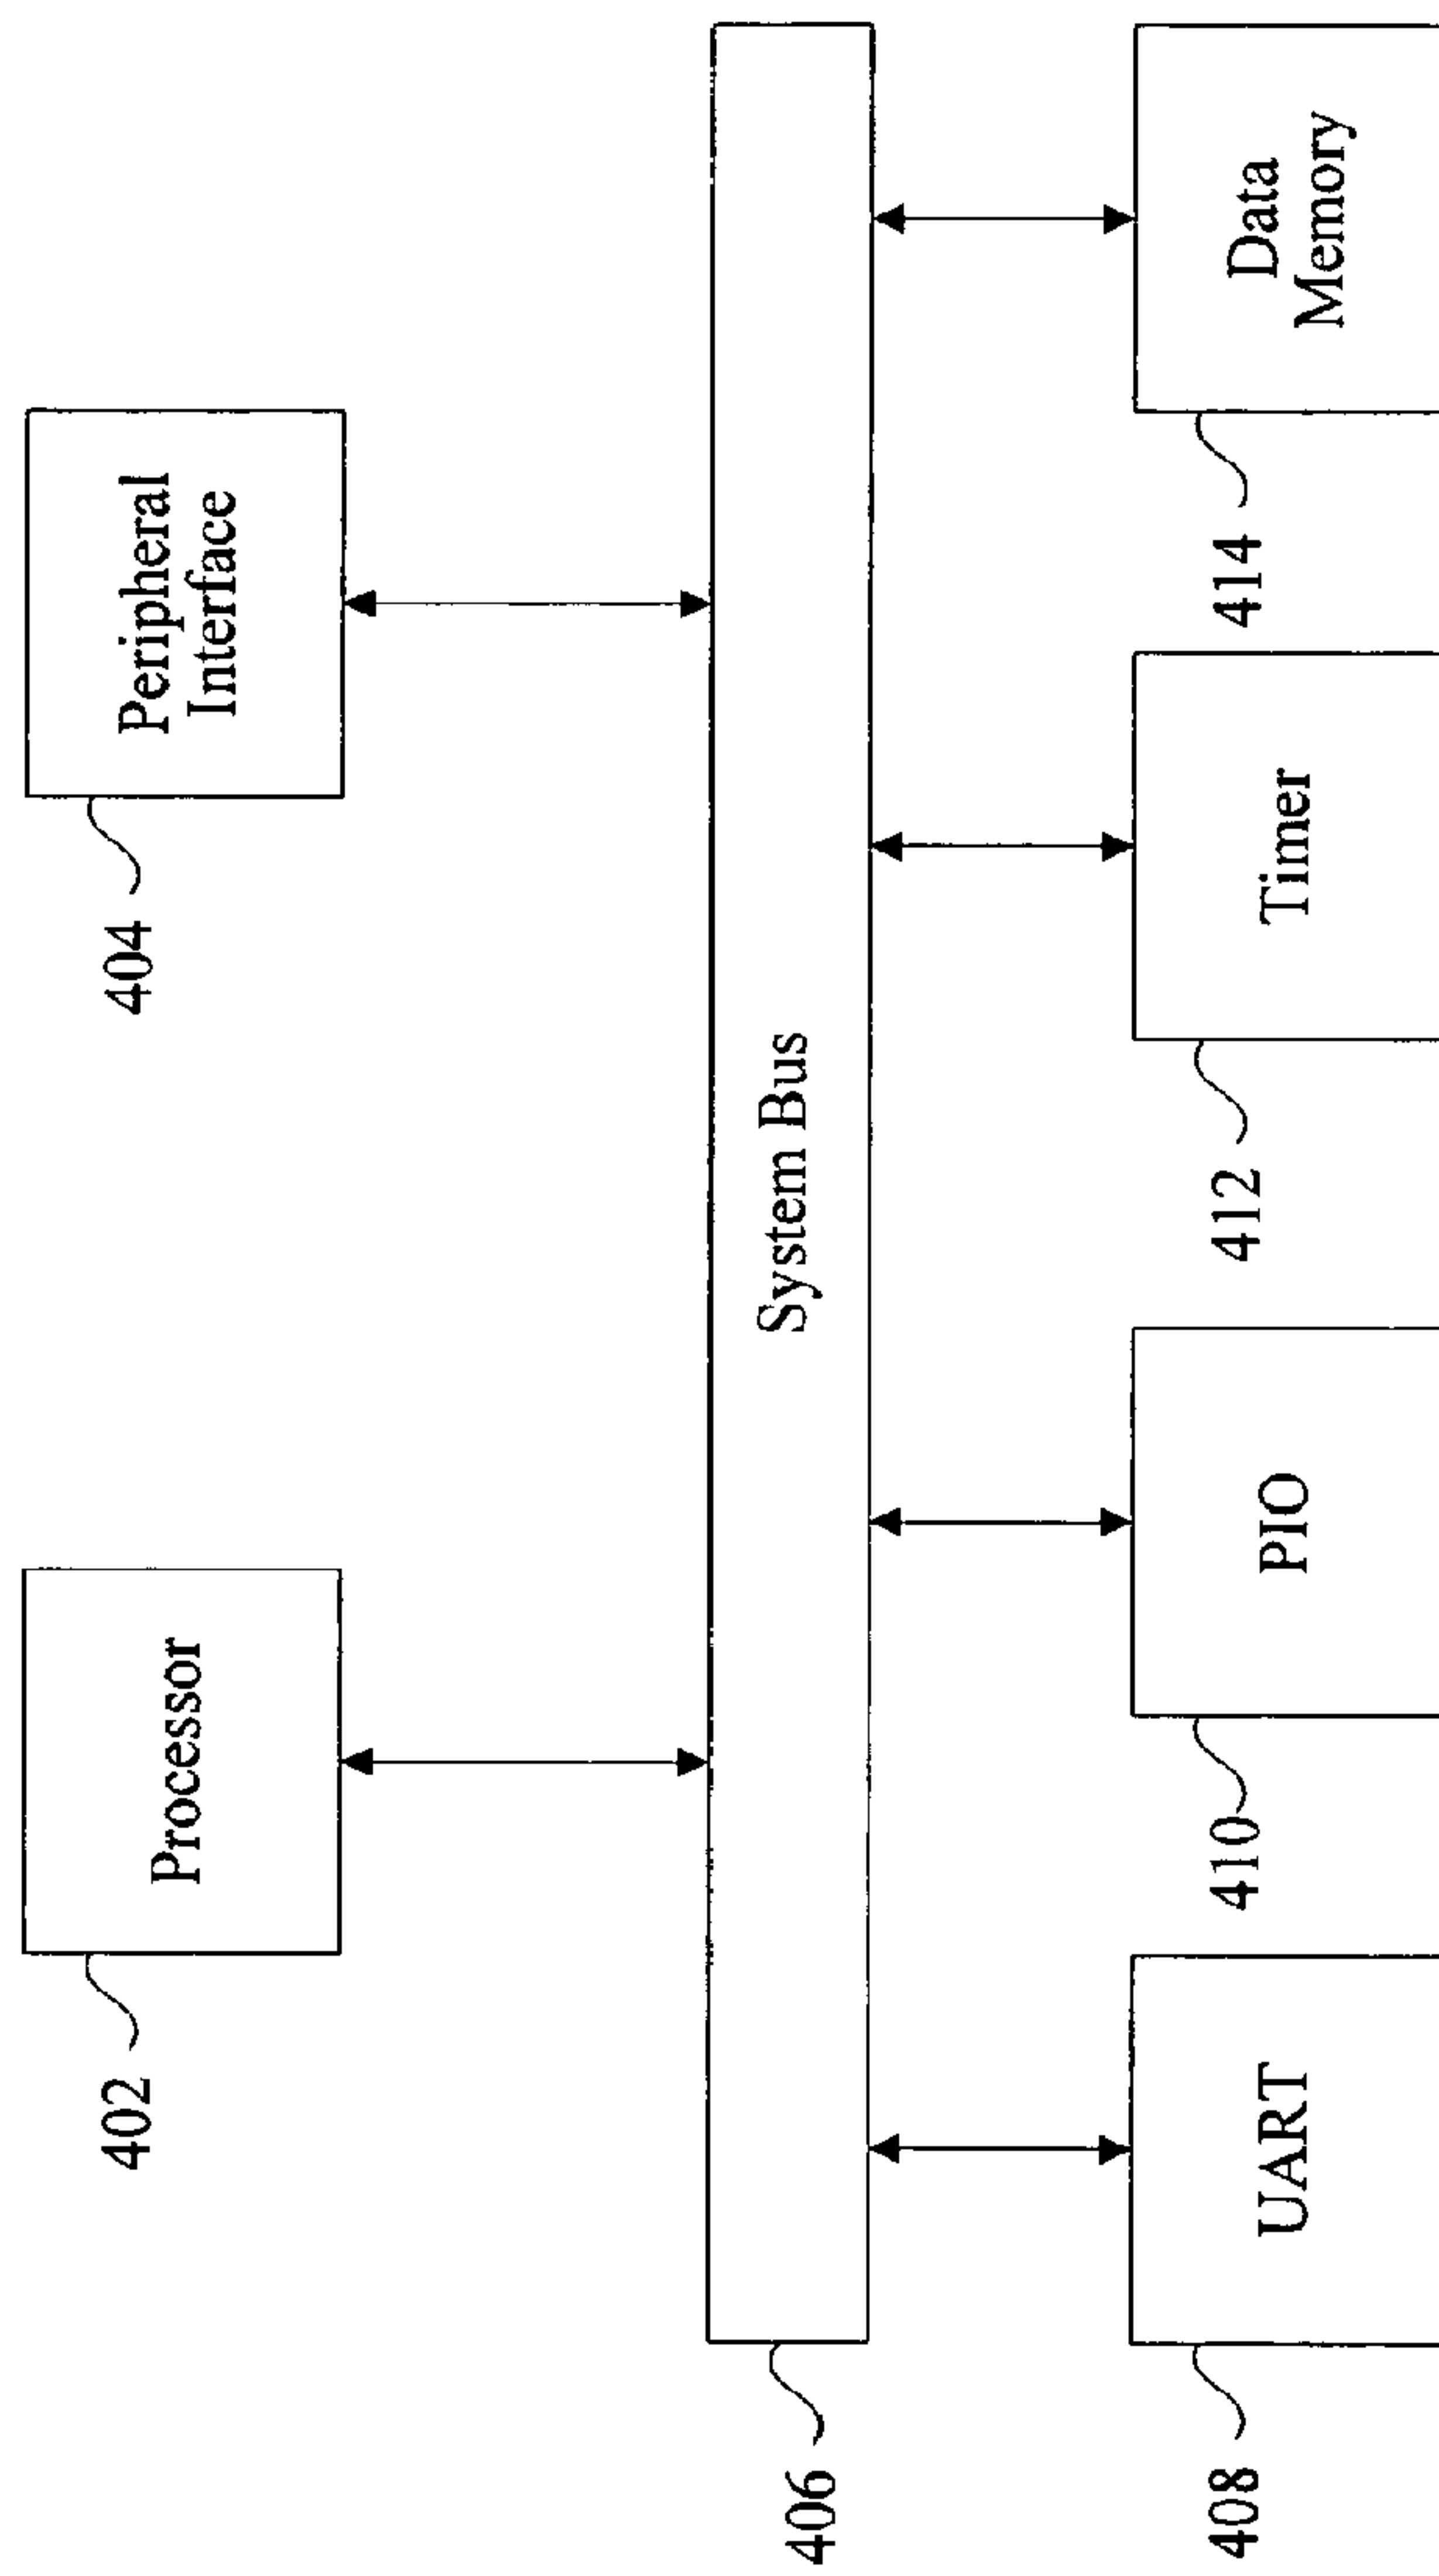 402
Processor
404
Peripheral
Interface
406
System Bus
408
UART
410
PIO
412
Timer
414
Data
Memory